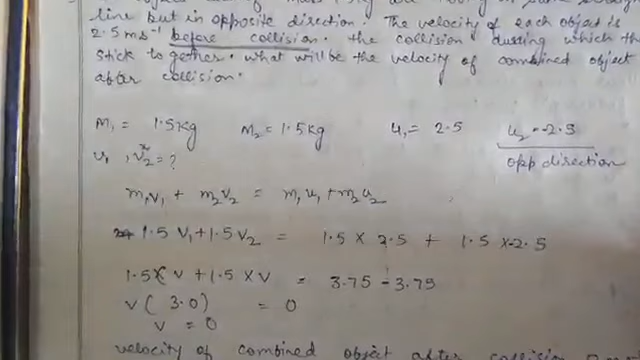 line but in opposite direction. The velocity of each object is
2.5 ms⁻¹ before collision. the collision dussing which the
stick to gether. what will be the velocity of combined object
after collision.
m₁ = 1.5 kg m₂ = 1.5 kg u₁ = 2.5 u₂ = -2.5
opp direction
v₁, v₂ = ?
m₁v₁ + m₂v₂ = m₁u₁ + m₂u₂
1.5 v₁ + 1.5 v₂ = 1.5 × 2.5 + 1.5 × -2.5
1.5 × v + 1.5 × v = 3.75 - 3.75
v ( 3.0) = 0
v = 0
velocity of combined object after collision